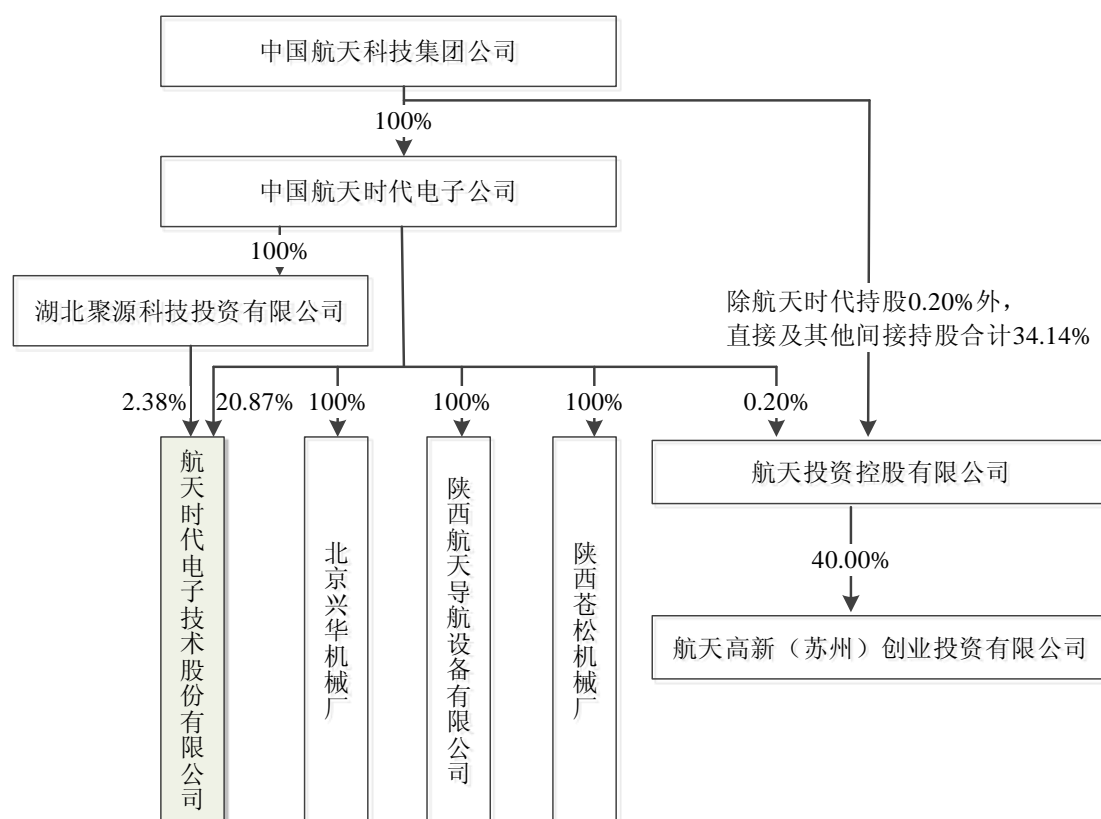 中国航天科技集团公司
100%
中国航天时代电子公司
100%
湖北聚源科技投资有限公司
除航天时代持股0.20%外，
直接及其他间接持股合计34.14%
2.38%
20.87%
100%
100%
100%
0.20%
航天时代电子技术股份有限公司
北京兴华机械厂
陕西航天导航设备有限公司
陕西苍松机械厂
航天投资控股有限公司
40.00%
航天高新（苏州）创业投资有限公司